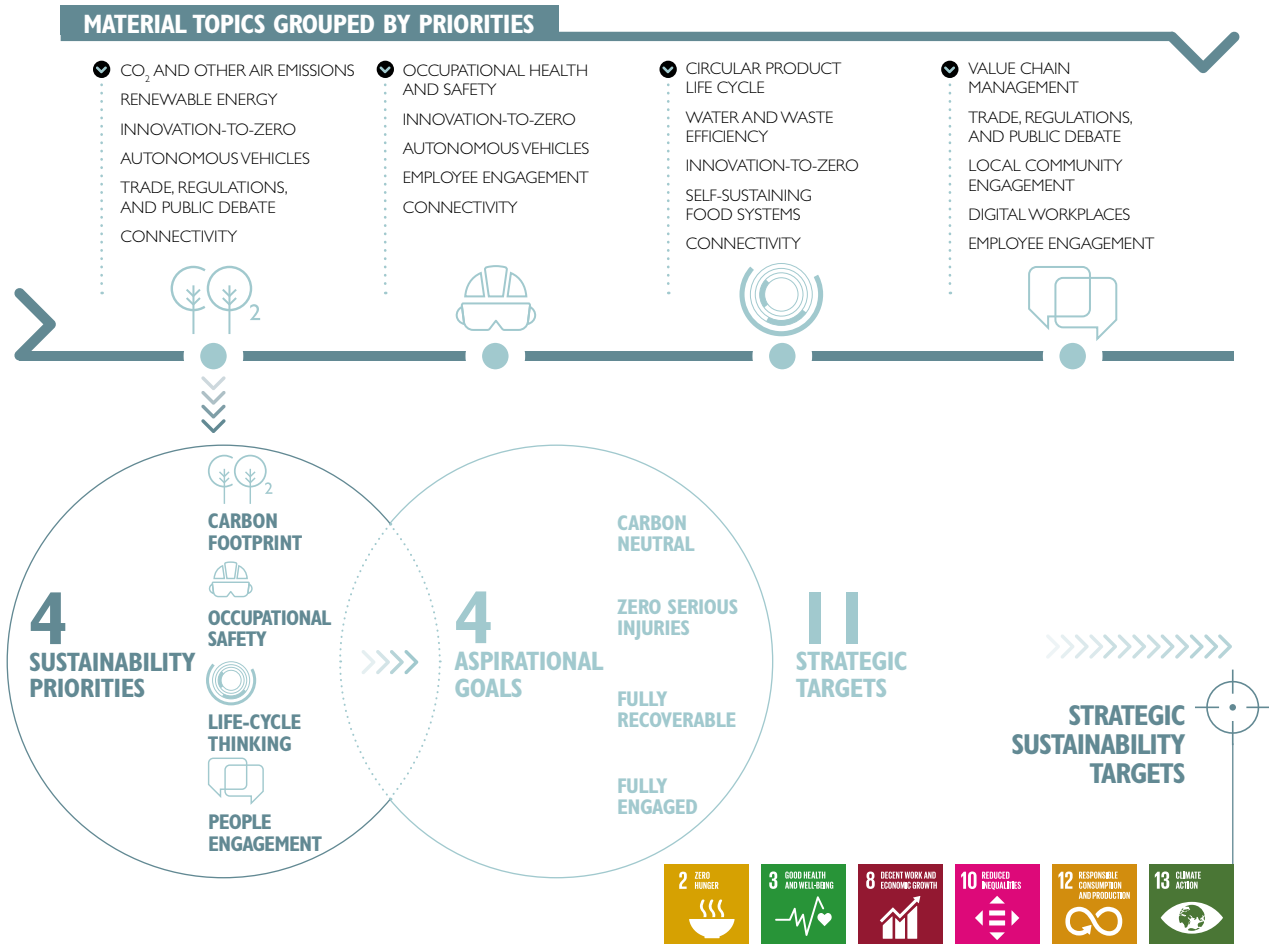 MATERIAL TOPICS GROUPED BY PRIORITIES
CO2 AND OTHER AIR EMISSIONS
RENEWABLE ENERGY
INNOVATION-TO-ZERO
AUTONOMOUS VEHICLES
TRADE, REGULATIONS,
AND PUBLIC DEBATE
CONNECTIVITY
OCCUPATIONAL HEALTH
AND SAFETY
INNOVATION-TO-ZERO
AUTONOMOUS VEHICLES
EMPLOYEE ENGAGEMENT
CONNECTIVITY
CIRCULAR PRODUCT
LIFE CYCLE
WATER AND WASTE
EFFICIENCY
INNOVATION-TO-ZERO
SELF-SUSTAINING
FOOD SYSTEMS
CONNECTIVITY
VALUE CHAIN
MANAGEMENT
TRADE, REGULATIONS,
AND PUBLIC DEBATE
LOCAL COMMUNITY
ENGAGEMENT
DIGITAL WORKPLACES
EMPLOYEE ENGAGEMENT
2
4
SUSTAINABILITY
PRIORITIES
2
CARBON
FOOTPRINT
OCCUPATIONAL
SAFETY
LIFE-CYCLE
THINKING
PEOPLE
ENGAGEMENT
4
ASPIRATIONAL
GOALS
CARBON
NEUTRAL
ZERO SERIOUS
INJURIES
FULLY
RECOVERABLE
FULLY
ENGAGED
11
STRATEGIC
TARGETS
STRATEGIC
SUSTAINABILITY
TARGETS
2 ZERO
HUNGER
3 GOOD HEALTH
AND WELL-BEING
8 DECENT WORK AND
ECONOMIC GROWTH
10 REDUCED
INEQUALITIES
12 RESPONSIBLE
CONSUMPTION
AND PRODUCTION
13 CLIMATE
ACTION